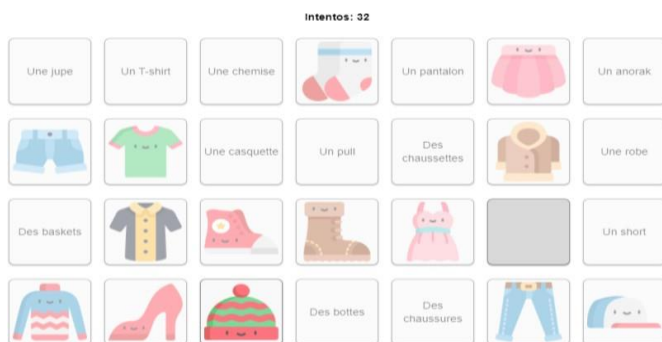 Intentos: 32
Une jupe
Un T-shirt
Une chemise
Un pantalon
Un anorak
Une casquette
Un pull
Des
chaussettes
Une robe
Des baskets
Un short
Des bottes
Des
chaussures